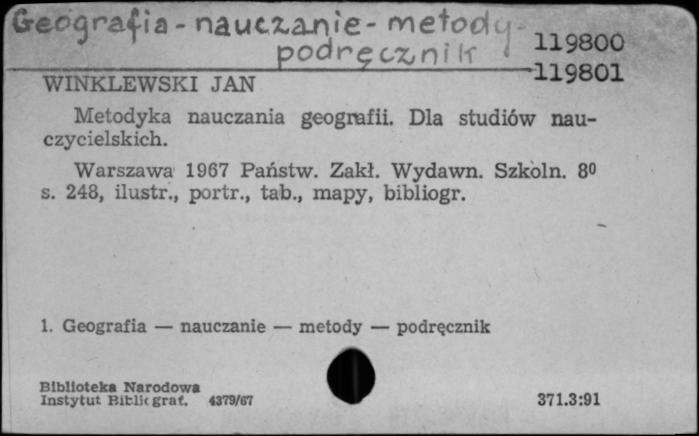 Geografia - nauczanie - metody -
podręcznik
119800
119801
WINKLEWSKI JAN
Metodyka nauczania geografii. Dla studiów nau-
czycielskich.
Warszawa 1967 Państw. Zakł. Wydawn. Szkoln. 8⁰
s. 248, ilustr., portr., tab., mapy, bibliogr.
1. Geografia — nauczanie — metody — podręcznik
Biblioteka Narodowa
Instytut Bibliograf. 4379/67
371.3:91